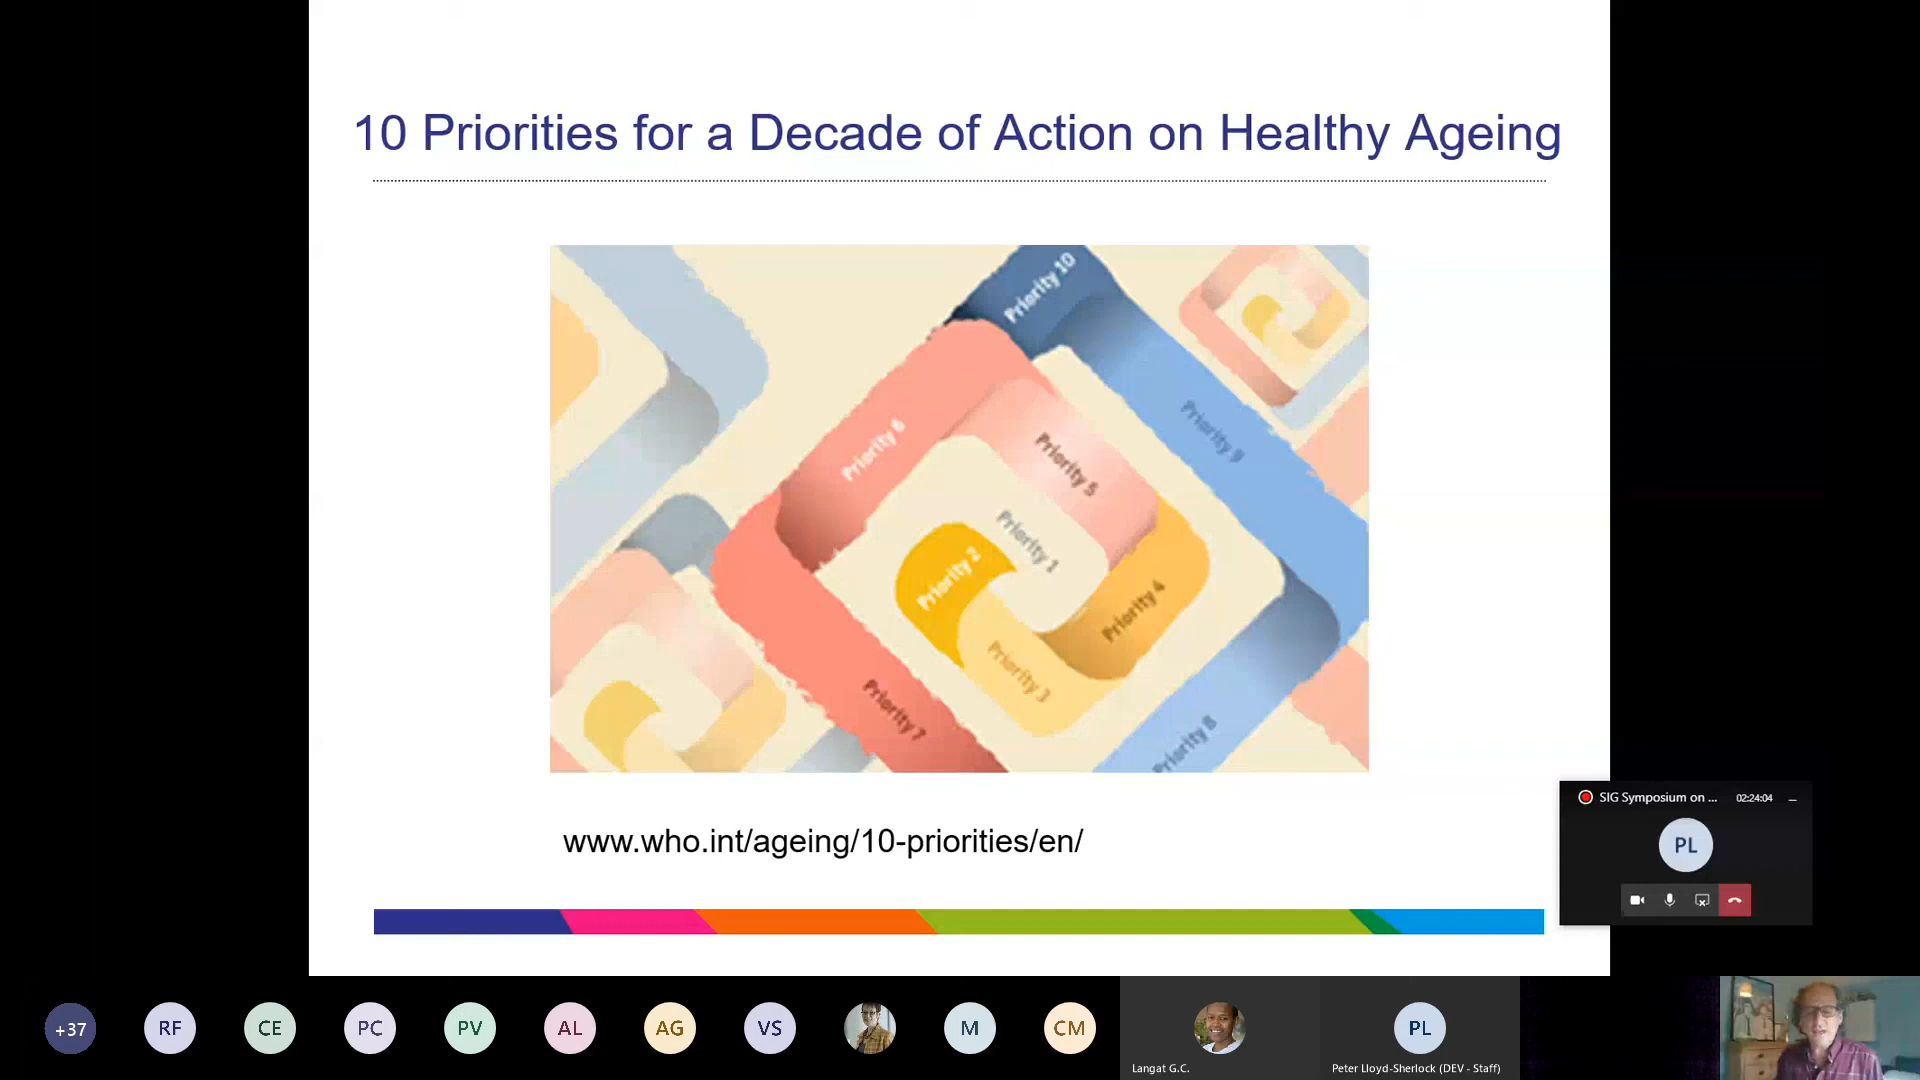 10 Priorities for a Decade of Action on Healthy Ageing
Priority 10
Priority 9
Priority 6
Priority 5
Priority 1
Priority 2
Priority 4
Priority 3
Priority 7
Priority 8
www.who.int/ageing/10-priorities/en/
SIG Symposium on ...
02:24:04
PL
+37
RF
CE
PC
PV
AL
AG
VS
M
CM
Langat G.C.
PL
Peter Lloyd-Sherlock (DEV - Staff)